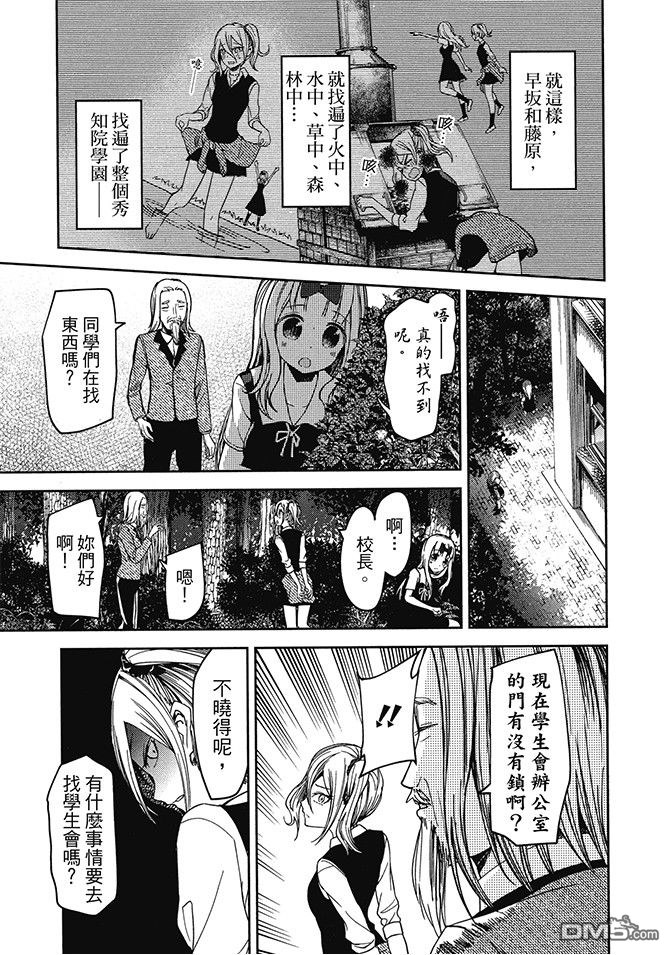 就這樣，
早坂和藤原，
就找遍了火中、
水中、草中、森
林中…
咳…
咳…
嗯
找遍了整個秀
知院學園——
唔——
真的找不到
呢。
同學們在找
東西嗎？
啊…
校長。
嗯！
妳們好
啊！
現在學生會辦公室
的門有沒有鎖啊？
!!
不曉得呢，
有什麼事情要去
找學生會嗎？
DM5.com